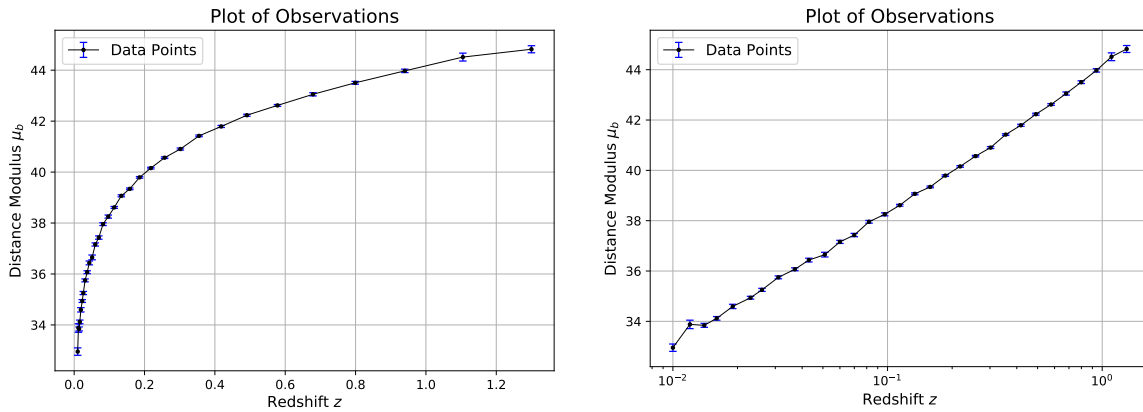 Plot of Observations
Data Points
Distance Modulus μ_b
44
42
40
38
36
34
0.0 0.2 0.4 0.6 0.8 1.0 1.2
Redshift z
Plot of Observations
Data Points
Distance Modulus μ_b
44
42
40
38
36
34
10⁻² 10⁻¹ 10⁰
Redshift z